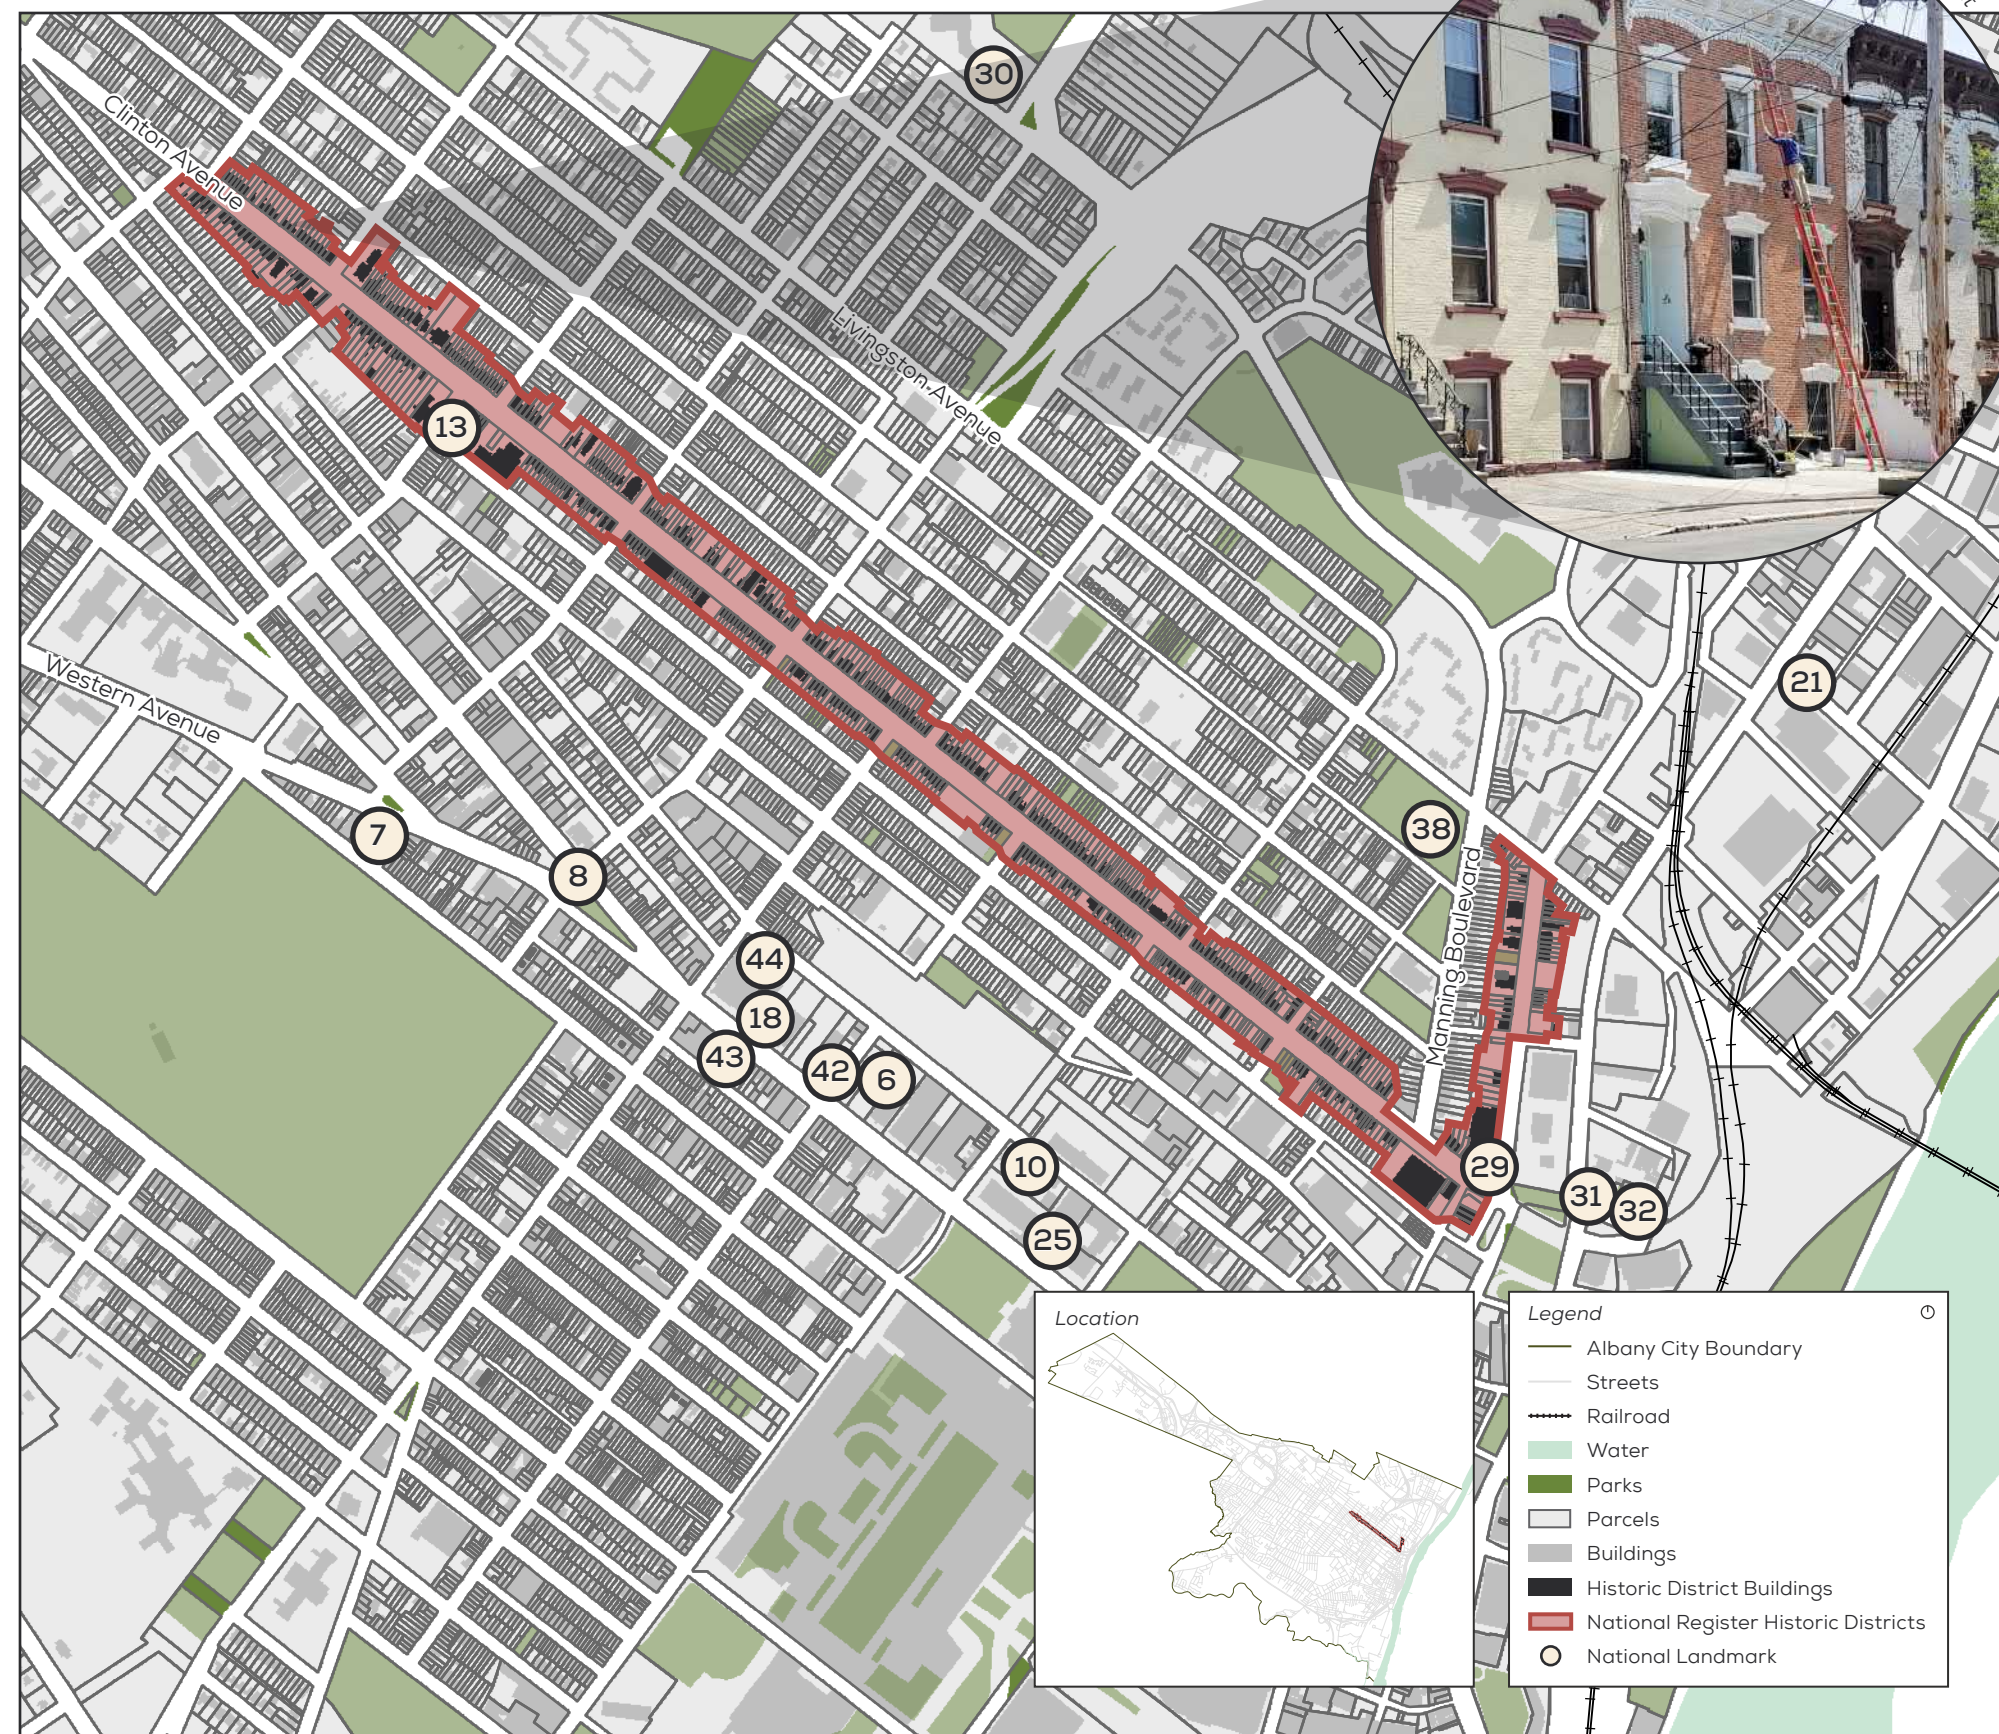 30
Clinton Avenue
Livingston Avenue
13
Western Avenue
21
7
38
8
Manning Boulevard
44
18
43
42
6
10
29
31
32
25
Location
Legend
Albany City Boundary
Streets
Railroad
Water
Parks
Parcels
Buildings
Historic District Buildings
National Register Historic Districts
National Landmark